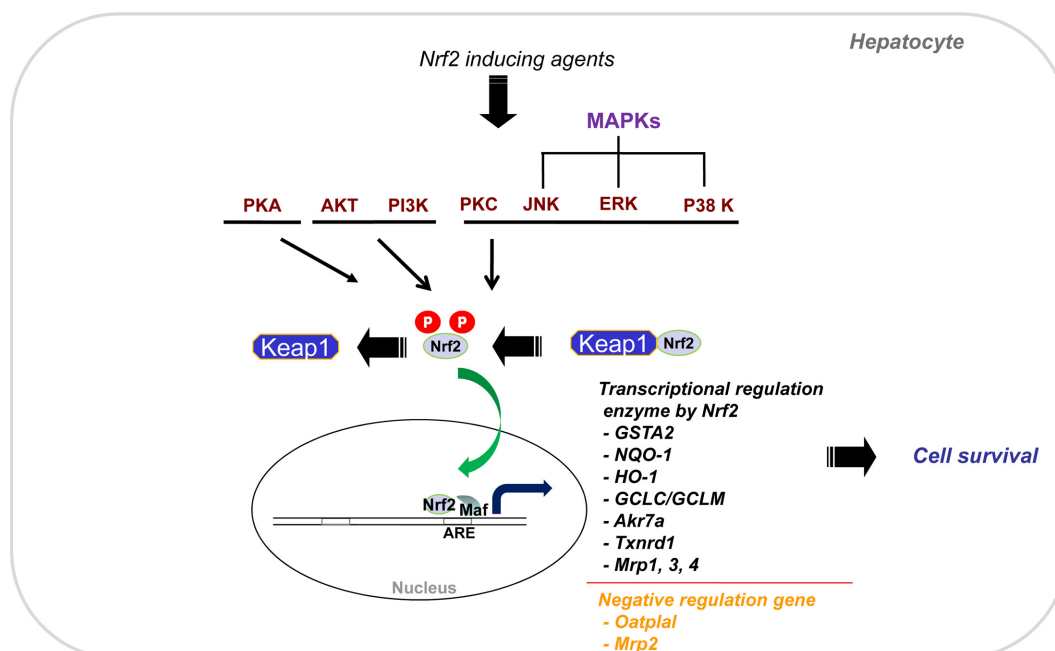 Hepatocyte
Nrf2 inducing agents
MAPKs
PKA AKT PI3K PKC JNK ERK P38 K
P P
Keap1 Nrf2 Keap1 Nrf2
Transcriptional regulation
enzyme by Nrf2
- GSTA2
- NQO-1
- HO-1
- GCLC/GCLM
- Akr7a
- Txnrd1
- Mrp1, 3, 4
Cell survival
Nrf2 Maf
ARE
Nucleus
Negative regulation gene
- Oatplal
- Mrp2